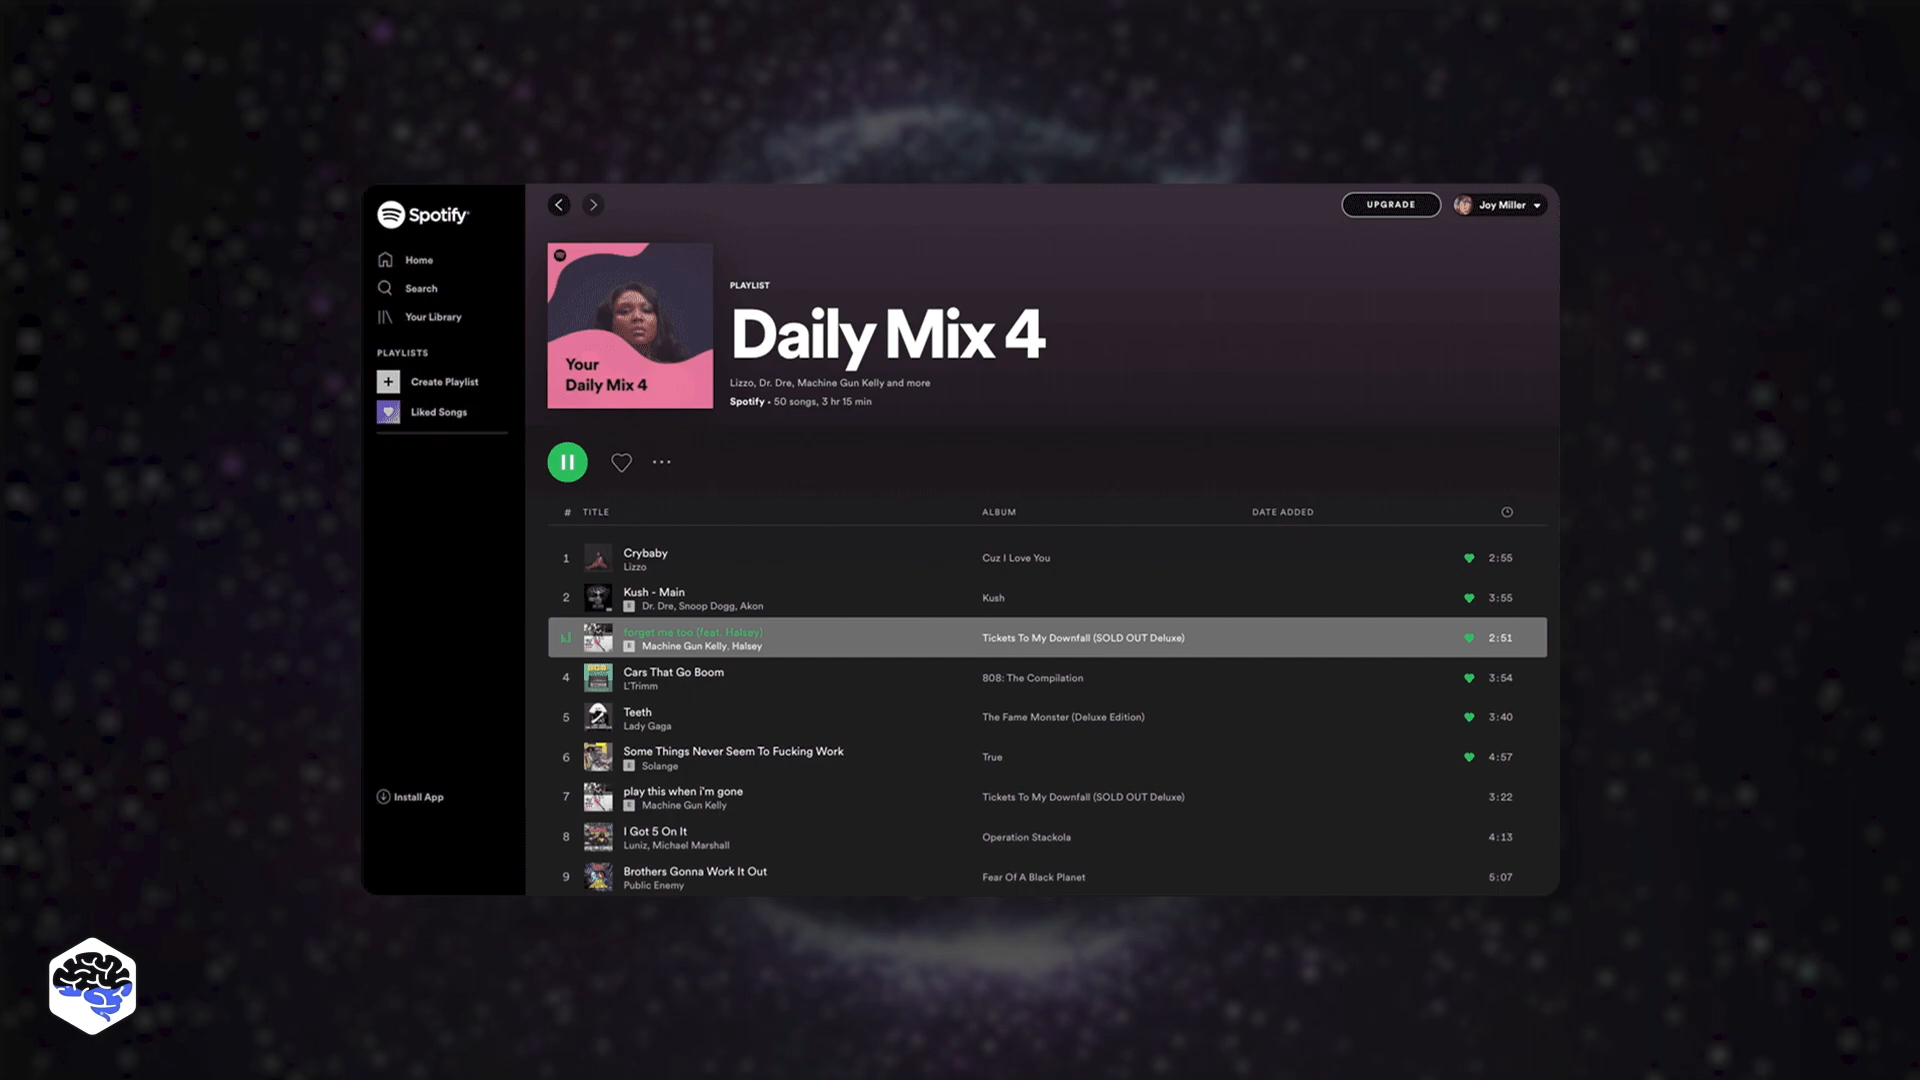 Spotify
UPGRADE
Joy Miller
Home
Search
Your Library
PLAYLISTS
Create Playlist
Liked Songs
Install App
Your
Daily Mix 4
PLAYLIST
Daily Mix 4
Lizzo, Dr. Dre, Machine Gun Kelly and more
Spotify • 50 songs, 3 hr 15 min
# TITLE ALBUM DATE ADDED
1 Crybaby Cuz I Love You 2:55
Lizzo
2 Kush - Main Kush 3:55
E Dr. Dre, Snoop Dogg, Akon
forget me too (feat. Halsey) Tickets To My Downfall (SOLD OUT Deluxe) 2:51
E Machine Gun Kelly, Halsey
4 Cars That Go Boom 808: The Compilation 3:54
L'Trimm
5 Teeth The Fame Monster (Deluxe Edition) 3:40
Lady Gaga
6 Some Things Never Seem To Fucking Work True 4:57
E Solange
7 play this when i'm gone Tickets To My Downfall (SOLD OUT Deluxe) 3:22
E Machine Gun Kelly
8 I Got 5 On It Operation Stackola 4:13
Luniz, Michael Marshall
9 Brothers Gonna Work It Out Fear Of A Black Planet 5:07
Public Enemy